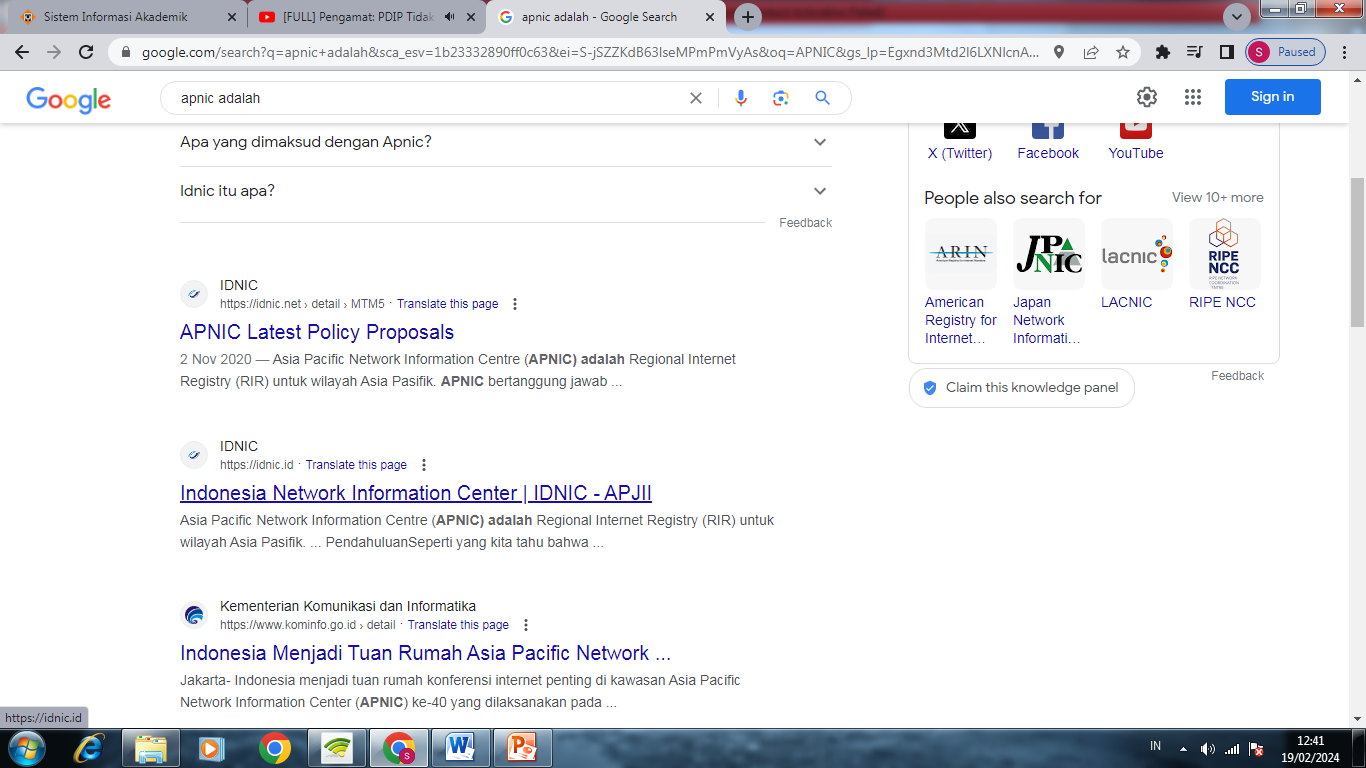 Sistem Informasi Akademik
[FULL] Pengamat: PDIP Tidak
apnic adalah - Google Search
google.com/search?q=apnic+adalah&sca_esv=1b23332890ff0c63&ei=S-jSZZKdB63IseMPmPmVyAs&oq=APNIC&gs_lp=Egxnd3Mtd2l6LXNlcnA...
S Paused
Google
apnic adalah
Sign in
Apa yang dimaksud dengan Apnic?
Idnic itu apa?
Feedback
IDNIC
https://idnic.net › detail › MTM5 · Translate this page
APNIC Latest Policy Proposals
2 Nov 2020 — Asia Pacific Network Information Centre (APNIC) adalah Regional Internet
Registry (RIR) untuk wilayah Asia Pasifik. APNIC bertanggung jawab ...
IDNIC
https://idnic.id · Translate this page
Indonesia Network Information Center | IDNIC - APJII
Asia Pacific Network Information Centre (APNIC) adalah Regional Internet Registry (RIR) untuk
wilayah Asia Pasifik. ... PendahuluanSeperti yang kita tahu bahwa ...
Kementerian Komunikasi dan Informatika
https://www.kominfo.go.id › detail · Translate this page
Indonesia Menjadi Tuan Rumah Asia Pacific Network ...
Jakarta- Indonesia menjadi tuan rumah konferensi internet penting di kawasan Asia Pacific
Network Information Center (APNIC) ke-40 yang dilaksanakan pada ...
X (Twitter)
Facebook
YouTube
People also search for
View 10+ more
ARIN
JPNIC
lacnic
RIPE
NCC
American
Registry for
Internet...
Japan
Network
Informati...
LACNIC
RIPE NCC
Feedback
Claim this knowledge panel
https://idnic.id
IN
12:41
19/02/2024